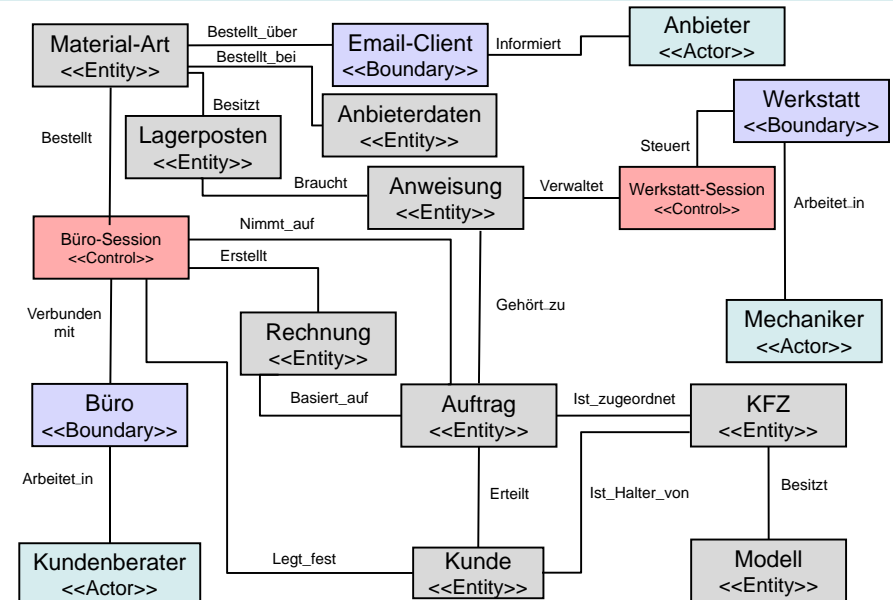 Material-Art
<<Entity>>
Bestellt_über
Email-Client
<<Boundary>>
Informiert
Anbieter
<<Actor>>
Bestellt_bei
Besitzt
Anbieterdaten
<<Entity>>
Werkstatt
<<Boundary>>
Bestellt
Lagerposten
<<Entity>>
Steuert
Braucht
Anweisung
<<Entity>>
Verwaltet
Werkstatt-Session
<<Control>>
Arbeitet_in
Büro-Session
<<Control>>
Nimmt_auf
Erstellt
Verbunden
mit
Gehört_zu
Rechnung
<<Entity>>
Mechaniker
<<Actor>>
Büro
<<Boundary>>
Basiert_auf
Auftrag
<<Entity>>
Ist_zugeordnet
KFZ
<<Entity>>
Arbeitet_in
Erteilt
Ist_Halter_von
Besitzt
Kundenberater
<<Actor>>
Legt_fest
Kunde
<<Entity>>
Modell
<<Entity>>